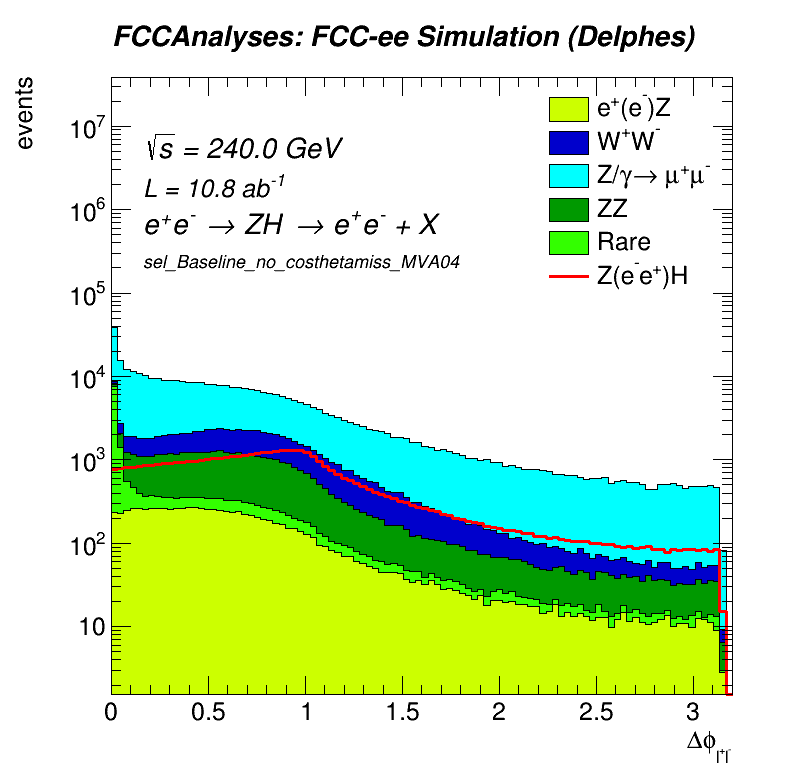 FCCAnalyses: FCC-ee Simulation (Delphes)
events
√s = 240.0 GeV
L = 10.8 ab⁻¹
e⁺e⁻ → ZH → e⁺e⁻ + X
sel_Baseline_no_costhetamiss_MVA04
e⁺(e⁻)Z
W⁺W⁻
Z/γ→ μ⁺μ⁻
ZZ
Rare
Z(e⁻e⁺)H
10⁷
10⁶
10⁵
10⁴
10³
10²
10
0 0.5 1 1.5 2 2.5 3
Δϕ_l⁺l⁻